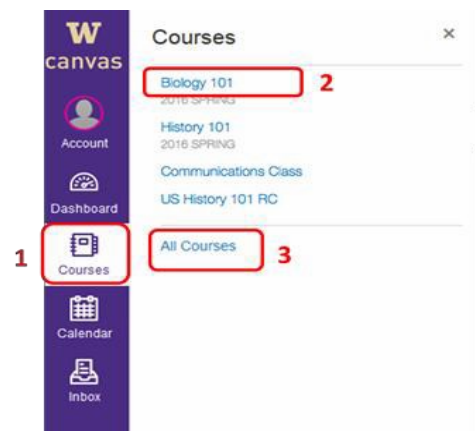 W
canvas
Account
Dashboard
1
Courses
Calendar
Inbox
Courses ×
Biology 101 2
2016 SPRING
History 101
2016 SPRING
Communications Class
US History 101 RC
All Courses 3